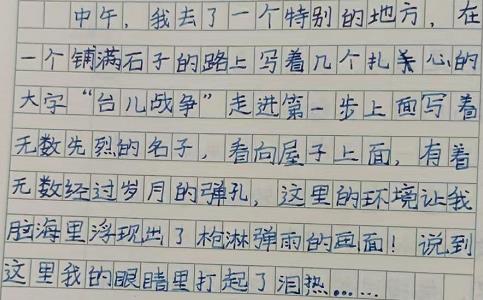 中午，我去了一个特别的地方，在
一个铺满石子的路上写着几个扎羡心的
大字“台儿战争”走进第一步上面写着
无数先烈的名子，看向屋子上面，有着
无数经过岁月的弹孔，这里的环境让我
脑海里浮现出了枪淋弹雨的画面！说到
这里我的眼睛里打起了泪热……